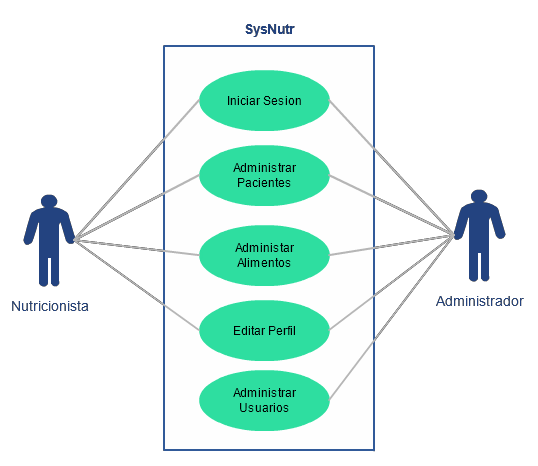 SysNutr
Iniciar Sesion
Administrar
Pacientes
Administar
Alimentos
Editar Perfil
Administrar
Usuarios
Nutricionista
Administrador